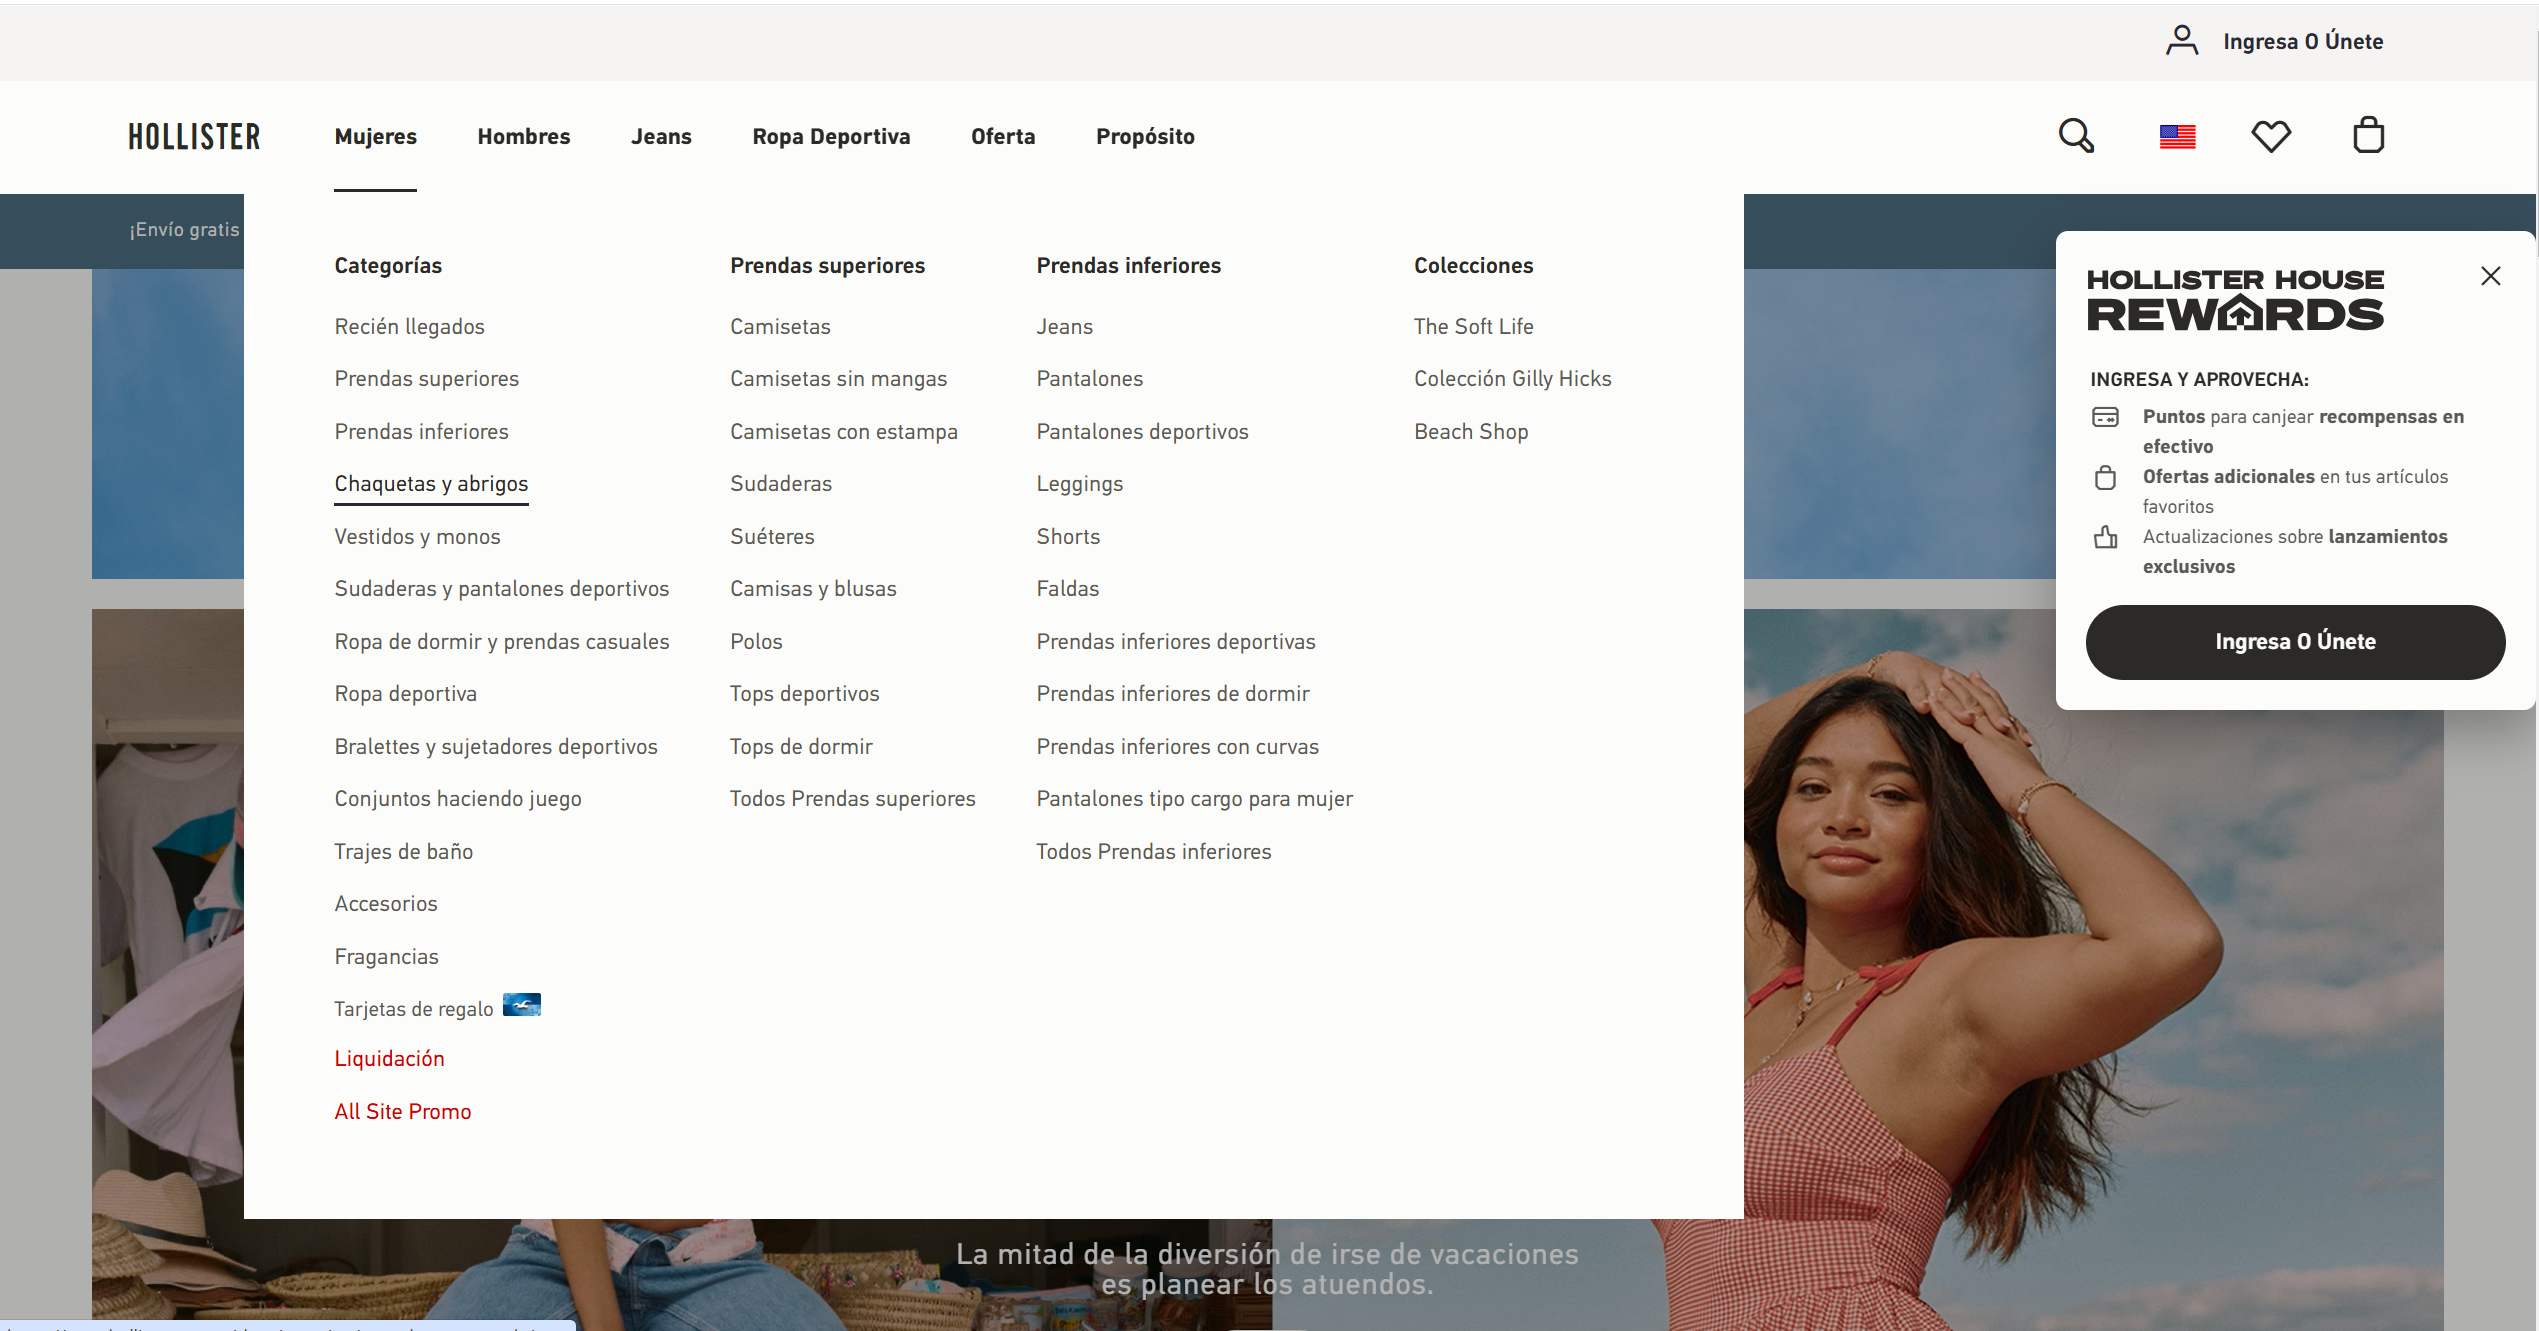 Ingresa O Únete
HOLLISTER
Mujeres
Hombres
Jeans
Ropa Deportiva
Oferta
Propósito
¡Envío gratis
Categorías
Recién llegados
Prendas superiores
Prendas inferiores
Chaquetas y abrigos
Vestidos y monos
Sudaderas y pantalones deportivos
Ropa de dormir y prendas casuales
Ropa deportiva
Bralettes y sujetadores deportivos
Conjuntos haciendo juego
Trajes de baño
Accesorios
Fragancias
Tarjetas de regalo
Liquidación
All Site Promo
Prendas superiores
Camisetas
Camisetas sin mangas
Camisetas con estampa
Sudaderas
Suéteres
Camisas y blusas
Polos
Tops deportivos
Tops de dormir
Todos Prendas superiores
Prendas inferiores
Jeans
Pantalones
Pantalones deportivos
Leggings
Shorts
Faldas
Prendas inferiores deportivas
Prendas inferiores de dormir
Prendas inferiores con curvas
Pantalones tipo cargo para mujer
Todos Prendas inferiores
Colecciones
The Soft Life
Colección Gilly Hicks
Beach Shop
HOLLISTER HOUSE
REWARDS
INGRESA Y APROVECHA:
Puntos para canjear recompensas en
efectivo
Ofertas adicionales en tus artículos
favoritos
Actualizaciones sobre lanzamientos
exclusivos
Ingresa O Únete
La mitad de la diversión de irse de vacaciones
es planear los atuendos.